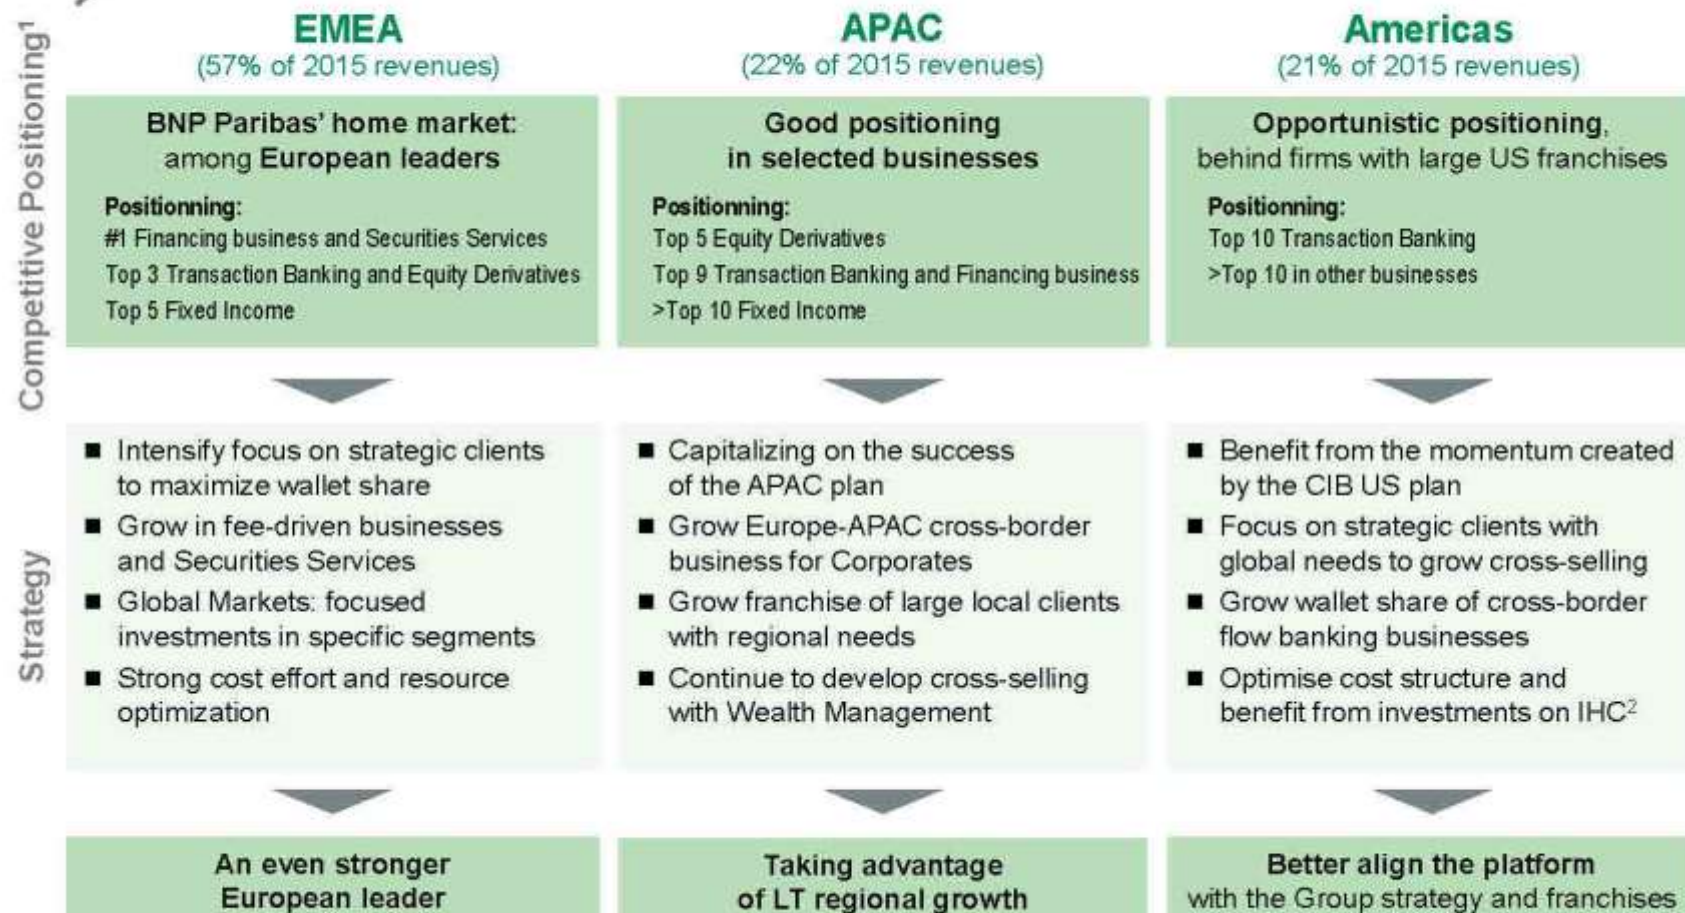 Competitive Positioning¹
EMEA
(57% of 2015 revenues)
BNP Paribas' home market:
among European leaders
Positionning:
#1 Financing business and Securities Services
Top 3 Transaction Banking and Equity Derivatives
Top 5 Fixed Income
APAC
(22% of 2015 revenues)
Good positioning
in selected businesses
Positionning:
Top 5 Equity Derivatives
Top 9 Transaction Banking and Financing business
>Top 10 Fixed Income
Americas
(21% of 2015 revenues)
Opportunistic positioning,
behind firms with large US franchises
Positionning:
Top 10 Transaction Banking
>Top 10 in other businesses
Strategy
■ Intensify focus on strategic clients
to maximize wallet share
■ Grow in fee-driven businesses
and Securities Services
■ Global Markets: focused
investments in specific segments
■ Strong cost effort and resource
optimization
■ Capitalizing on the success
of the APAC plan
■ Grow Europe-APAC cross-border
business for Corporates
■ Grow franchise of large local clients
with regional needs
■ Continue to develop cross-selling
with Wealth Management
■ Benefit from the momentum created
by the CIB US plan
■ Focus on strategic clients with
global needs to grow cross-selling
■ Grow wallet share of cross-border
flow banking businesses
■ Optimise cost structure and
benefit from investments on IHC²
An even stronger
European leader
Taking advantage
of LT regional growth
Better align the platform
with the Group strategy and franchises